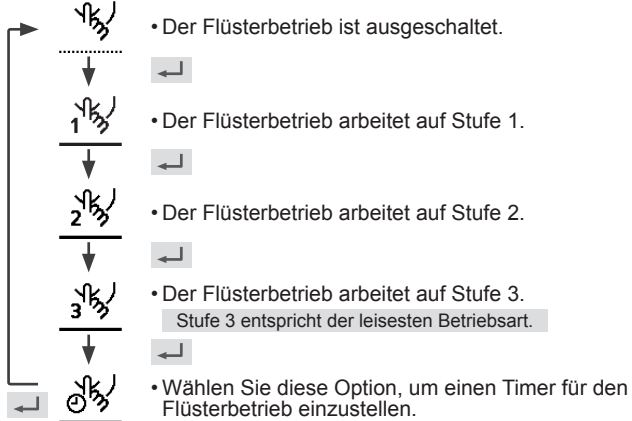 • Der Flüsterbetrieb ist ausgeschaltet.
1
• Der Flüsterbetrieb arbeitet auf Stufe 1.
2
• Der Flüsterbetrieb arbeitet auf Stufe 2.
3
• Der Flüsterbetrieb arbeitet auf Stufe 3.
Stufe 3 entspricht der leisesten Betriebsart.
• Wählen Sie diese Option, um einen Timer für den
Flüsterbetrieb einzustellen.